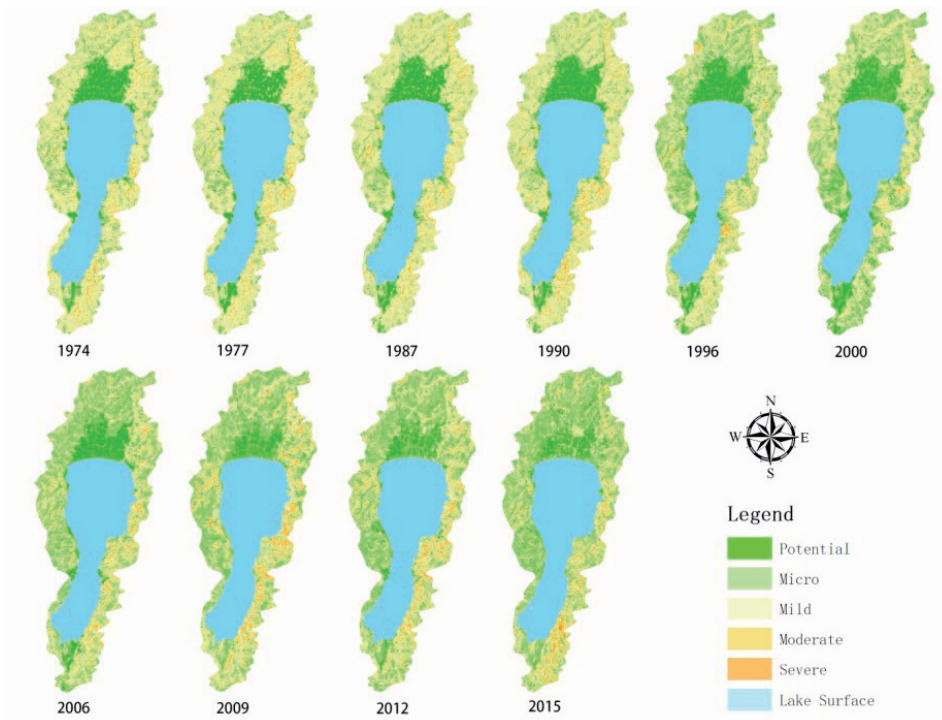 1974
1977
1987
1990
1996
2000
2006
2009
2012
2015
N
W E
S
Legend
Potential
Micro
Mild
Moderate
Severe
Lake Surface